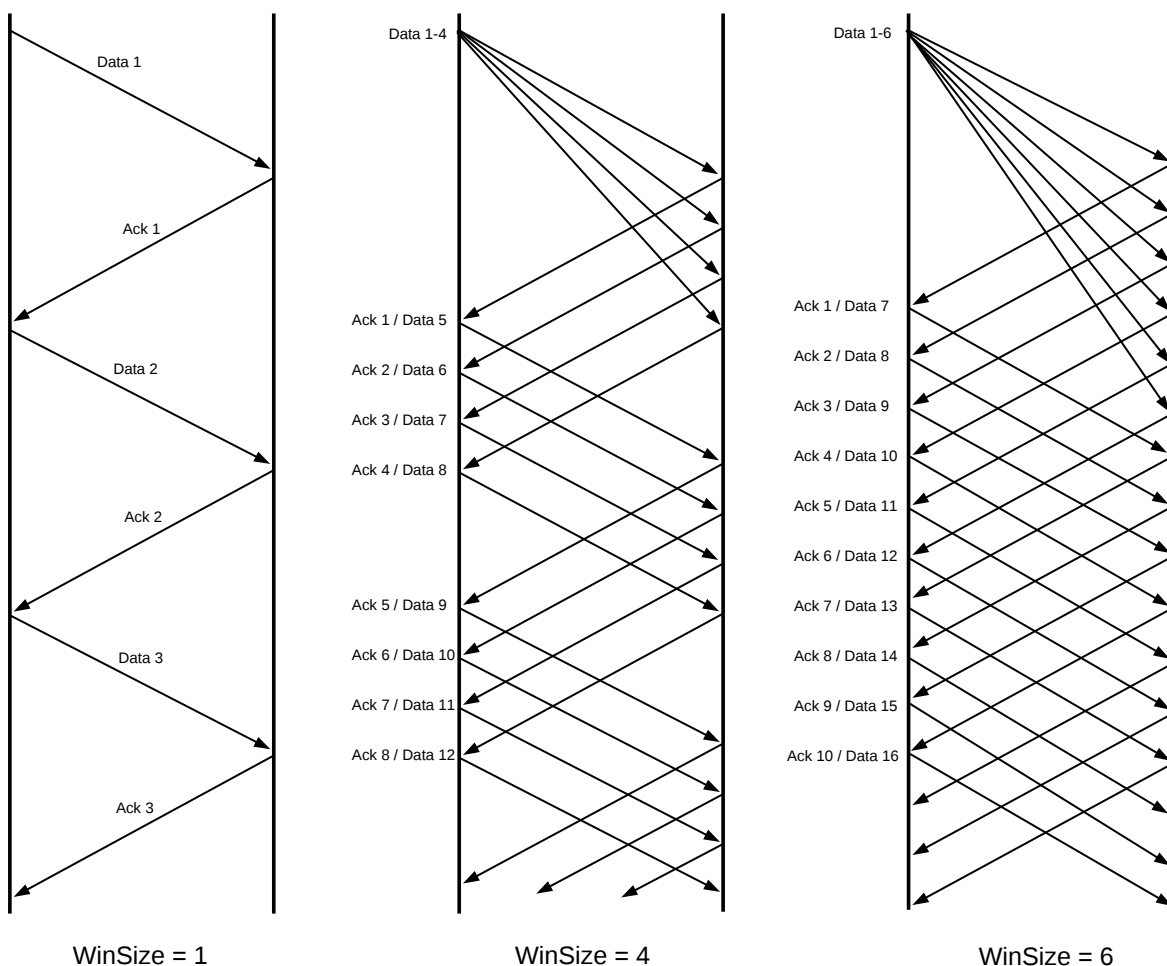 Data 1
Ack 1
Data 2
Ack 2
Data 3
Ack 3
WinSize = 1
Data 1-4
Ack 1 / Data 5
Ack 2 / Data 6
Ack 3 / Data 7
Ack 4 / Data 8
Ack 5 / Data 9
Ack 6 / Data 10
Ack 7 / Data 11
Ack 8 / Data 12
WinSize = 4
Data 1-6
Ack 1 / Data 7
Ack 2 / Data 8
Ack 3 / Data 9
Ack 4 / Data 10
Ack 5 / Data 11
Ack 6 / Data 12
Ack 7 / Data 13
Ack 8 / Data 14
Ack 9 / Data 15
Ack 10 / Data 16
WinSize = 6